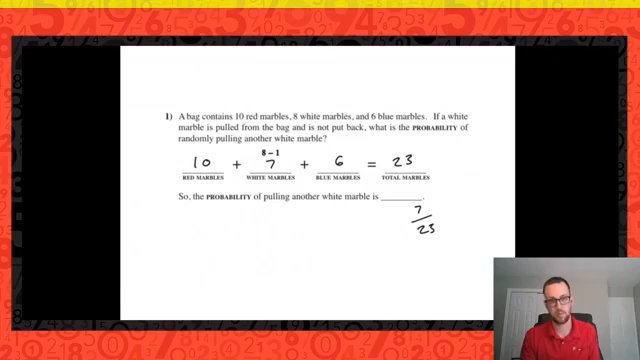 1) A bag contains 10 red marbles, 8 white marbles, and 6 blue marbles. If a white
marble is pulled from the bag and is not put back, what is the PROBABILITY of
randomly pulling another white marble?
8 – 1
10 + 7 + 6 = 23
RED MARBLES WHITE MARBLES BLUE MARBLES TOTAL MARBLES
So, the PROBABILITY of pulling another white marble is ________.
7
23